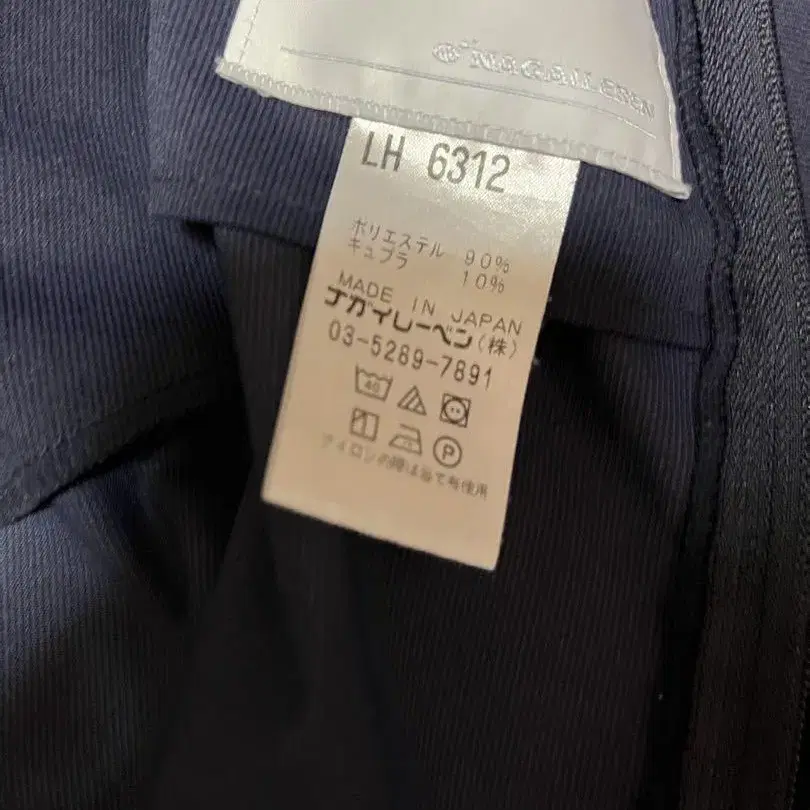 NAGAILEBEN
LH 6312
ポリエステル 90%
キュプラ 10%
MADE IN JAPAN
ナガイレーベン(株)
03-5289-7891
40
P
アイロンの際は当て布使用